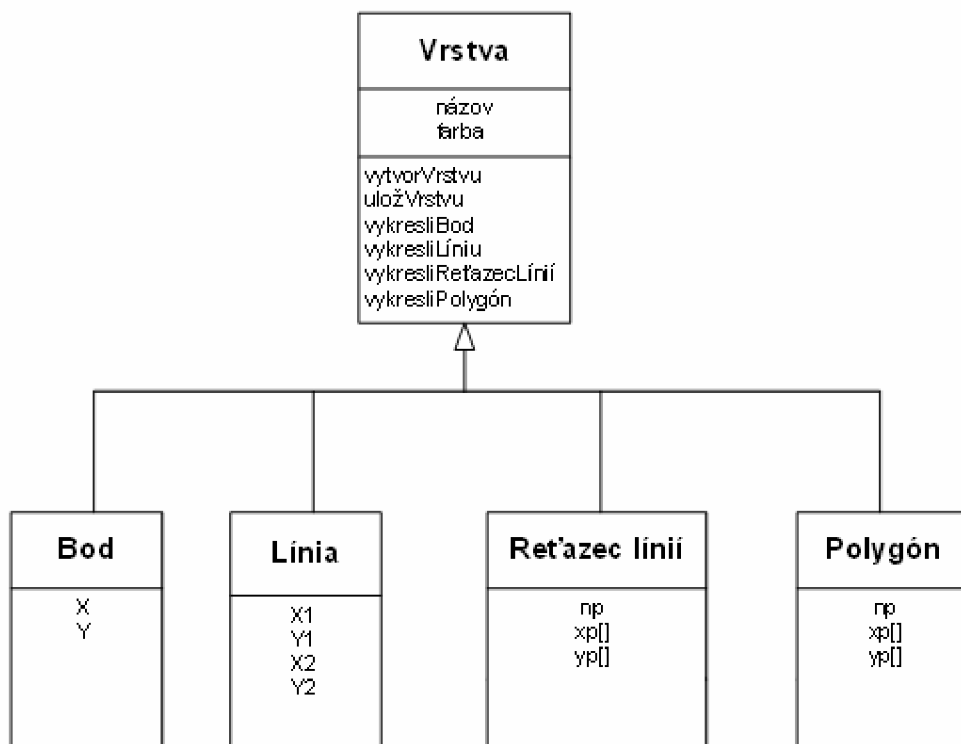 Vrstva
názov
farba
vytvorVrstvu
uložVrstvu
vykresliBod
vykresliLíniu
vykresliReťazecLínií
vykresliPolygón
Bod
X
Y
Línia
X1
Y1
X2
Y2
Reťazec línií
np
xp[]
yp[]
Polygón
np
xp[]
yp[]